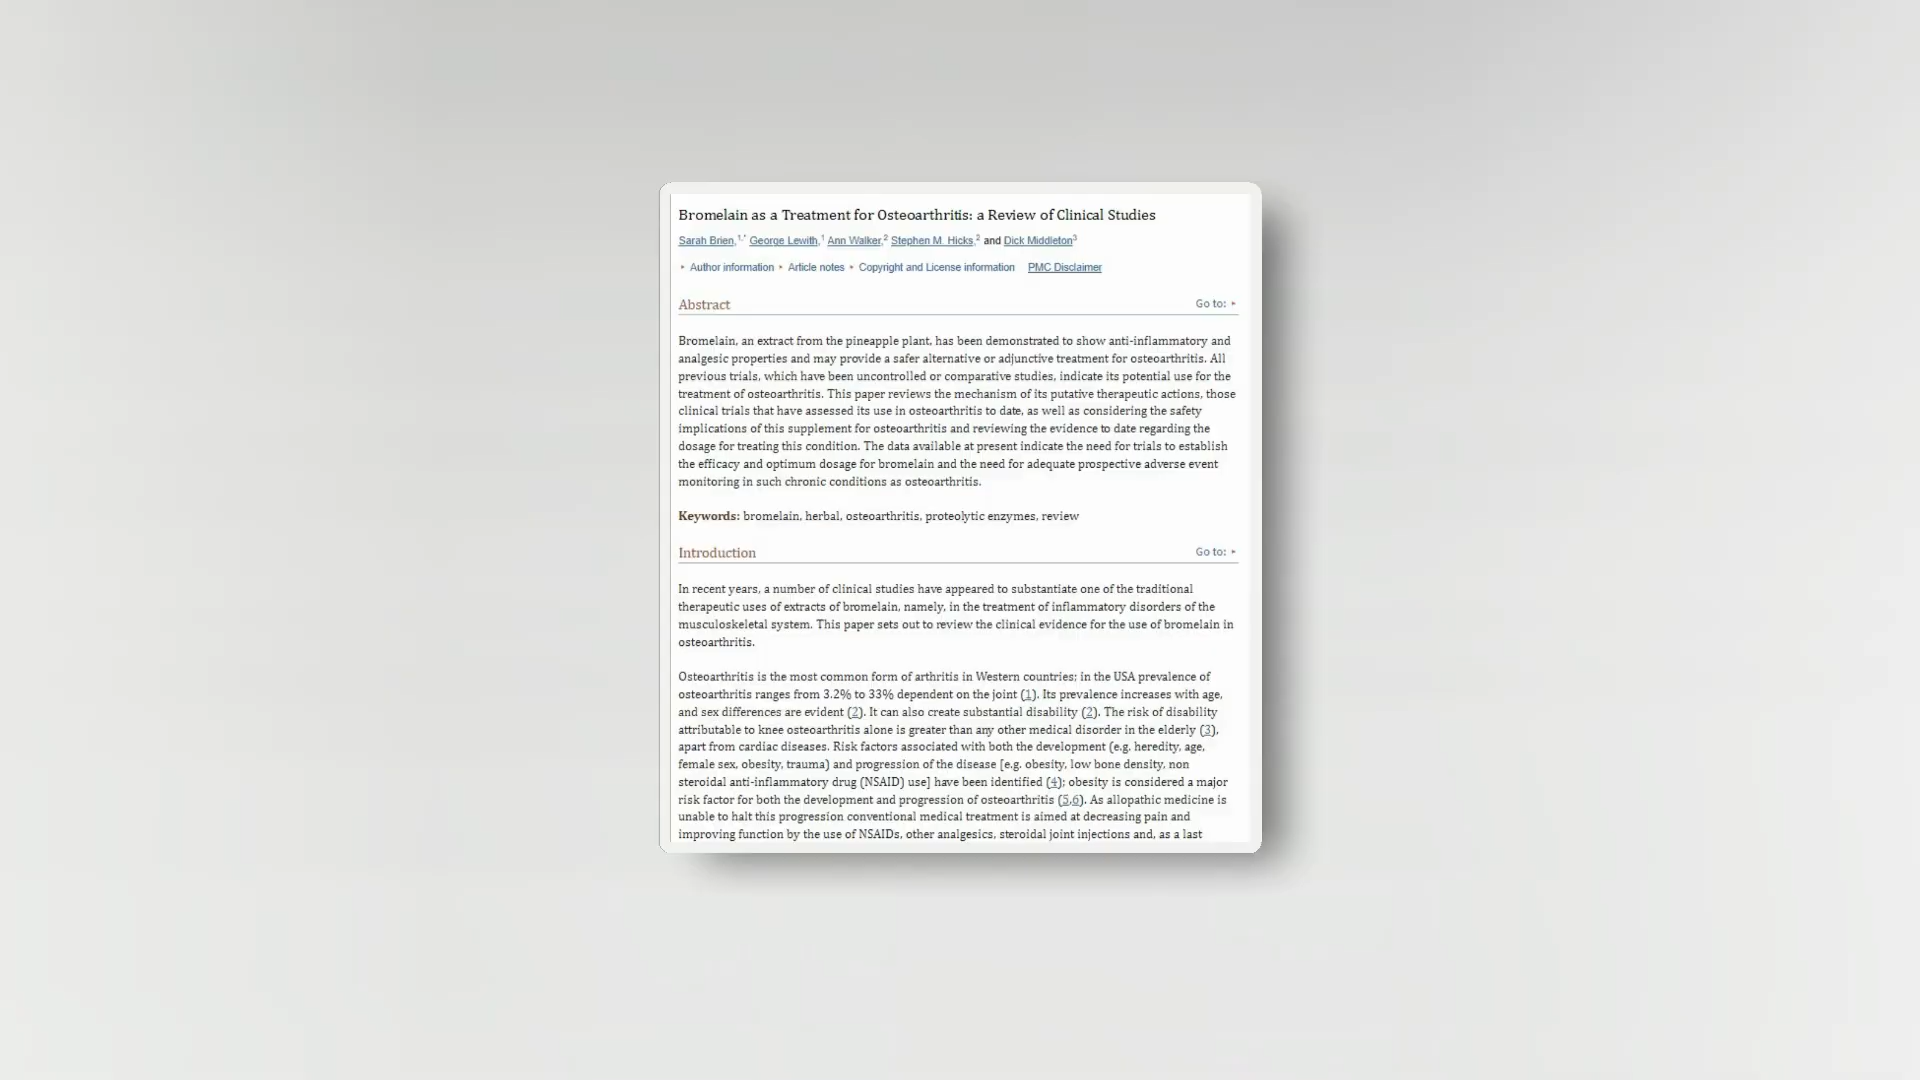 Bromelain as a Treatment for Osteoarthritis: a Review of Clinical Studies
Sarah Brien,1,* George Lewith,1 Ann Walker,2 Stephen M. Hicks,2 and Dick Middleton3
▸ Author information ▸ Article notes ▸ Copyright and License information PMC Disclaimer
Abstract Go to: ▸
Bromelain, an extract from the pineapple plant, has been demonstrated to show anti-inflammatory and
analgesic properties and may provide a safer alternative or adjunctive treatment for osteoarthritis. All
previous trials, which have been uncontrolled or comparative studies, indicate its potential use for the
treatment of osteoarthritis. This paper reviews the mechanism of its putative therapeutic actions, those
clinical trials that have assessed its use in osteoarthritis to date, as well as considering the safety
implications of this supplement for osteoarthritis and reviewing the evidence to date regarding the
dosage for treating this condition. The data available at present indicate the need for trials to establish
the efficacy and optimum dosage for bromelain and the need for adequate prospective adverse event
monitoring in such chronic conditions as osteoarthritis.
Keywords: bromelain, herbal, osteoarthritis, proteolytic enzymes, review
Introduction Go to: ▸
In recent years, a number of clinical studies have appeared to substantiate one of the traditional
therapeutic uses of extracts of bromelain, namely, in the treatment of inflammatory disorders of the
musculoskeletal system. This paper sets out to review the clinical evidence for the use of bromelain in
osteoarthritis.
Osteoarthritis is the most common form of arthritis in Western countries; in the USA prevalence of
osteoarthritis ranges from 3.2% to 33% dependent on the joint (1). Its prevalence increases with age,
and sex differences are evident (2). It can also create substantial disability (2). The risk of disability
attributable to knee osteoarthritis alone is greater than any other medical disorder in the elderly (3),
apart from cardiac diseases. Risk factors associated with both the development (e.g. heredity, age,
female sex, obesity, trauma) and progression of the disease [e.g. obesity, low bone density, non
steroidal anti-inflammatory drug (NSAID) use] have been identified (4); obesity is considered a major
risk factor for both the development and progression of osteoarthritis (5,6). As allopathic medicine is
unable to halt this progression conventional medical treatment is aimed at decreasing pain and
improving function by the use of NSAIDs, other analgesics, steroidal joint injections and, as a last